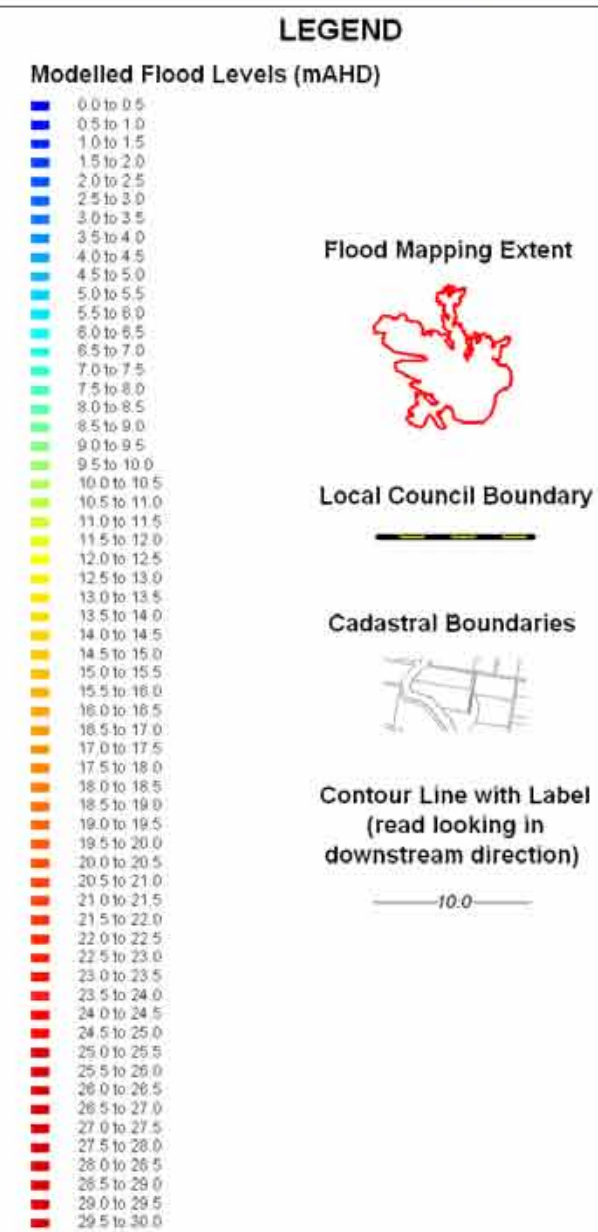 LEGEND
Modelled Flood Levels (mAHD)
0.0 to 0.5
0.5 to 1.0
1.0 to 1.5
1.5 to 2.0
2.0 to 2.5
2.5 to 3.0
3.0 to 3.5
3.5 to 4.0
4.0 to 4.5
4.5 to 5.0
5.0 to 5.5
5.5 to 6.0
6.0 to 6.5
6.5 to 7.0
7.0 to 7.5
7.5 to 8.0
8.0 to 8.5
8.5 to 9.0
9.0 to 9.5
9.5 to 10.0
10.0 to 10.5
10.5 to 11.0
11.0 to 11.5
11.5 to 12.0
12.0 to 12.5
12.5 to 13.0
13.0 to 13.5
13.5 to 14.0
14.0 to 14.5
14.5 to 15.0
15.0 to 15.5
15.5 to 16.0
16.0 to 16.5
16.5 to 17.0
17.0 to 17.5
17.5 to 18.0
18.0 to 18.5
18.5 to 19.0
19.0 to 19.5
19.5 to 20.0
20.0 to 20.5
20.5 to 21.0
21.0 to 21.5
21.5 to 22.0
22.0 to 22.5
22.5 to 23.0
23.0 to 23.5
23.5 to 24.0
24.0 to 24.5
24.5 to 25.0
25.0 to 25.5
25.5 to 26.0
26.0 to 26.5
26.5 to 27.0
27.0 to 27.5
27.5 to 28.0
28.0 to 28.5
28.5 to 29.0
29.0 to 29.5
29.5 to 30.0
Flood Mapping Extent
Local Council Boundary
Cadastral Boundaries
Contour Line with Label
(read looking in
downstream direction)
10.0